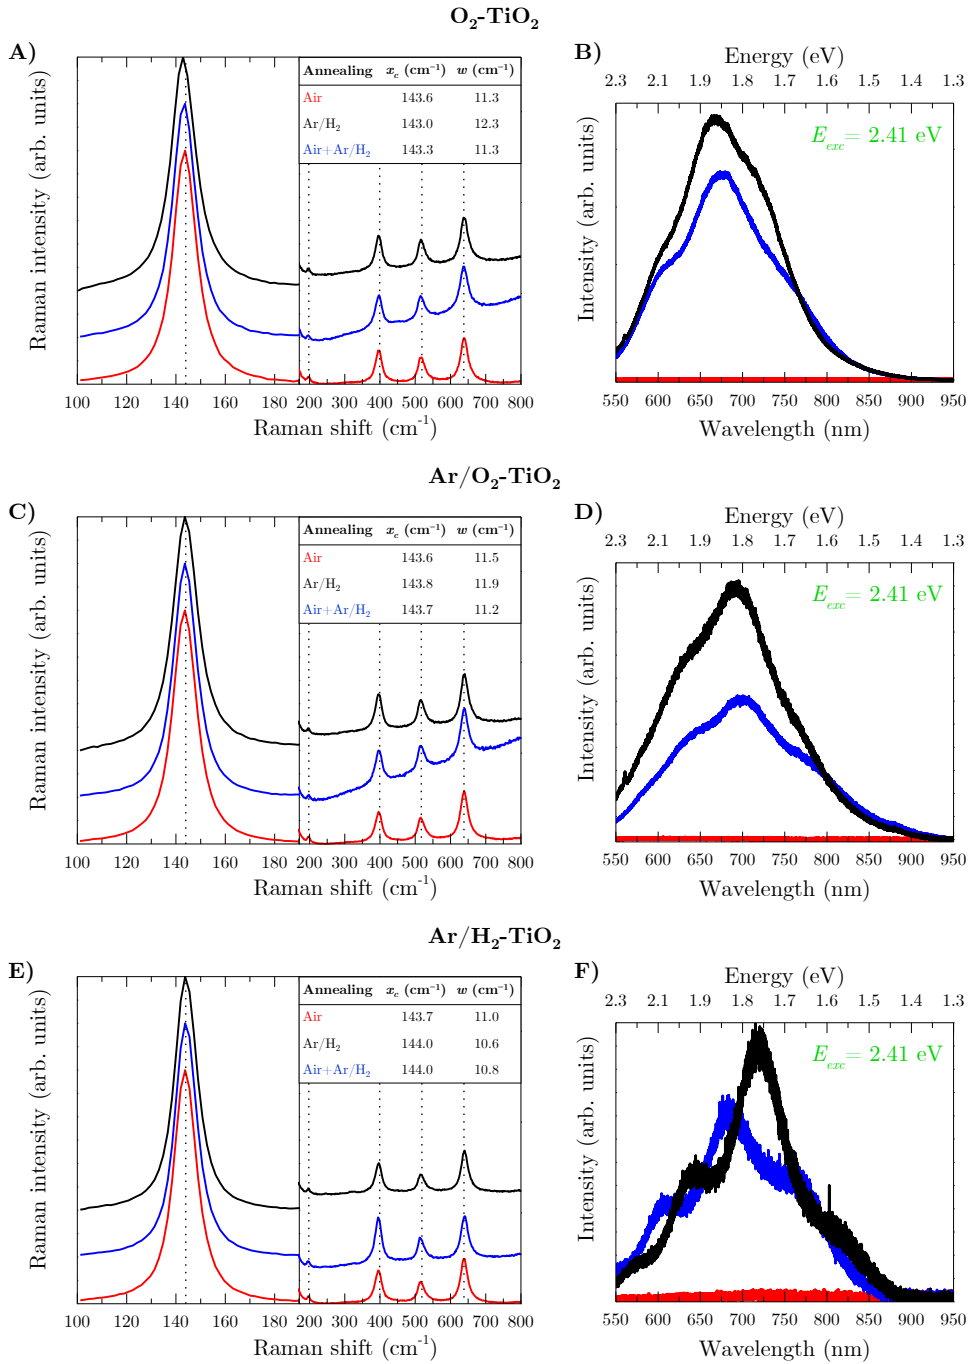 O₂-TiO₂
A)
Raman intensity (arb. units)
Annealing x_c (cm⁻¹) w (cm⁻¹)
Air 143.6 11.3
Ar/H₂ 143.0 12.3
Air+Ar/H₂ 143.3 11.3
100 120 140 160 180 200 300 400 500 600 700 800
Raman shift (cm⁻¹)
B)
Energy (eV)
2.3 2.1 1.9 1.8 1.7 1.6 1.4 1.3
Intensity (arb. units)
E_exc= 2.41 eV
550 600 650 700 750 800 850 900 950
Wavelength (nm)
Ar/O₂-TiO₂
C)
Raman intensity (arb. units)
Annealing x_c (cm⁻¹) w (cm⁻¹)
Air 143.6 11.5
Ar/H₂ 143.8 11.9
Air+Ar/H₂ 143.7 11.2
100 120 140 160 180 200 300 400 500 600 700 800
Raman shift (cm⁻¹)
D)
Energy (eV)
2.3 2.1 1.9 1.8 1.7 1.6 1.4 1.3
Intensity (arb. units)
E_exc= 2.41 eV
550 600 650 700 750 800 850 900 950
Wavelength (nm)
Ar/H₂-TiO₂
E)
Raman intensity (arb. units)
Annealing x_c (cm⁻¹) w (cm⁻¹)
Air 143.7 11.0
Ar/H₂ 144.0 10.6
Air+Ar/H₂ 144.0 10.8
100 120 140 160 180 200 300 400 500 600 700 800
Raman shift (cm⁻¹)
F)
Energy (eV)
2.3 2.1 1.9 1.8 1.7 1.6 1.4 1.3
Intensity (arb. units)
E_exc= 2.41 eV
550 600 650 700 750 800 850 900 950
Wavelength (nm)